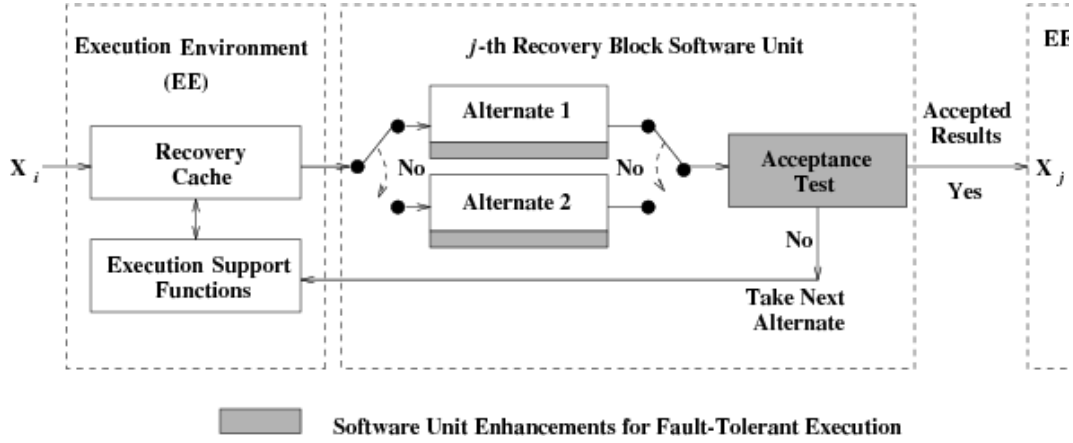 Execution Environment
(EE)
j-th Recovery Block Software Unit
EE
X i
Recovery
Cache
Execution Support
Functions
Alternate 1
No
No
Alternate 2
Acceptance
Test
Accepted
Results
Yes
X j
No
Take Next
Alternate
Software Unit Enhancements for Fault-Tolerant Execution